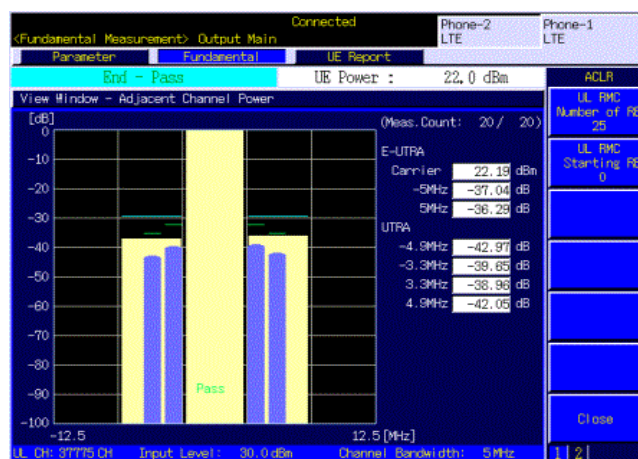 Connected
Phone-2
LTE
Phone-1
LTE
<Fundamental Measurement> Output Main
Parameter
Fundamental
UE Report
End - Pass
UE Power :
22.0 dBm
ACLR
View Window - Adjacent Channel Power
UL RMC
Number of RB
25
UL RMC
Starting RB
0
[dB]
(Meas.Count: 20/ 20)
0
-10
-20
-30
-40
-50
-60
-70
-80
-90
-100
E-UTRA
Carrier 22.19 dBm
-5MHz -37.04 dB
5MHz -36.29 dB
UTRA
-4.9MHz -42.97 dB
-3.3MHz -39.65 dB
3.3MHz -38.96 dB
4.9MHz -42.05 dB
Pass
-12.5
12.5 [MHz]
Close
UL CH: 37775 CH Input Level: 30.0 dBm Channel Bandwidth: 5 MHz
1 2